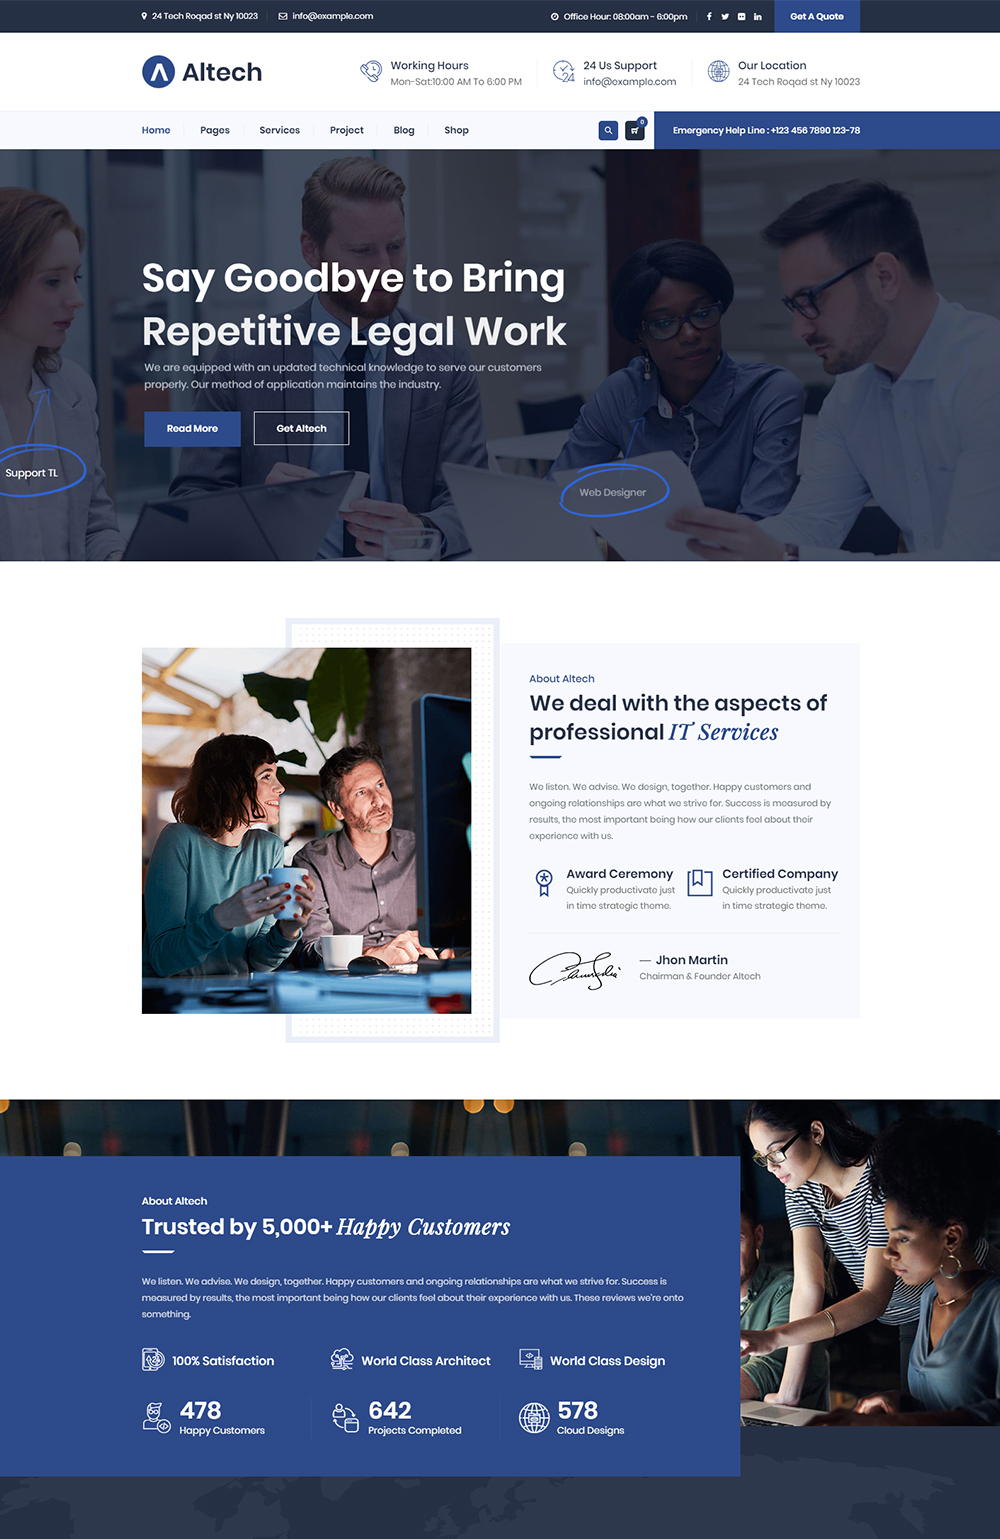 24 Tech Roqad st Ny 10023
info@example.com
Office Hour: 08:00am - 6:00pm
Get A Quote
Altech
Working Hours
Mon-Sat:10:00 AM To 6:00 PM
24 Us Support
info@example.com
Our Location
24 Tech Roqad st Ny 10023
Home
Pages
Services
Project
Blog
Shop
0
Emergency Help Line : +123 456 7890 123-78
Say Goodbye to Bring
Repetitive Legal Work
We are equipped with an updated technical knowledge to serve our customers
properly. Our method of application maintains the industry.
Read More
Get Altech
Support TL
Web Designer
About Altech
We deal with the aspects of
professional IT Services
We listen. We advise. We design, together. Happy customers and
ongoing relationships are what we strive for. Success is measured by
results, the most important being how our clients feel about their
experience with us.
Award Ceremony
Quickly productivate just
in time strategic theme.
Certified Company
Quickly productivate just
in time strategic theme.
— Jhon Martin
Chairman & Founder Altech
About Altech
Trusted by 5,000+ Happy Customers
We listen. We advise. We design, together. Happy customers and ongoing relationships are what we strive for. Success is
measured by results, the most important being how our clients feel about their experience with us. These reviews we're onto
something.
100% Satisfaction
World Class Architect
World Class Design
478
Happy Customers
642
Projects Completed
578
Cloud Designs